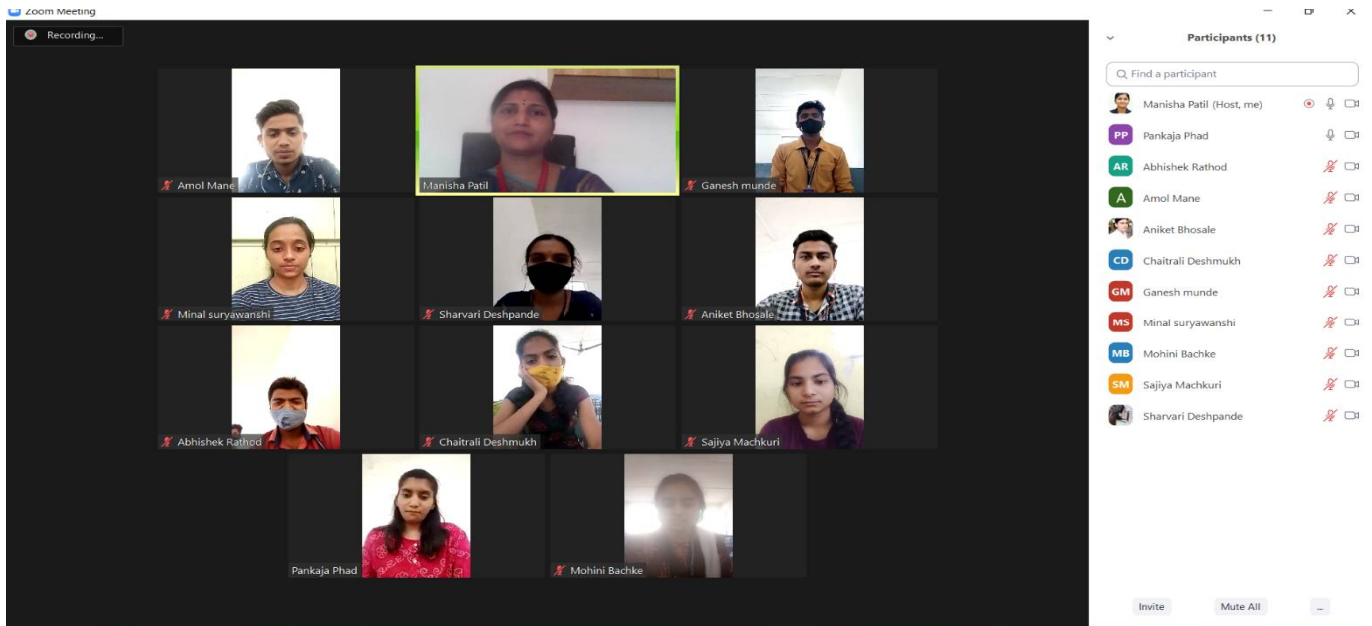 Zoom Meeting
Recording...
Amol Mane
Manisha Patil
Ganesh munde
Minal suryawanshi
Sharvari Deshpande
Aniket Bhosale
Abhishek Rathod
Chaitrali Deshmukh
Sajiya Machkuri
Pankaja Phad
Mohini Bachke
Participants (11)
Find a participant
Manisha Patil (Host, me)
PP Pankaja Phad
AR Abhishek Rathod
A Amol Mane
Aniket Bhosale
CD Chaitrali Deshmukh
GM Ganesh munde
MS Minal suryawanshi
MB Mohini Bachke
SM Sajiya Machkuri
Sharvari Deshpande
Invite Mute All ...